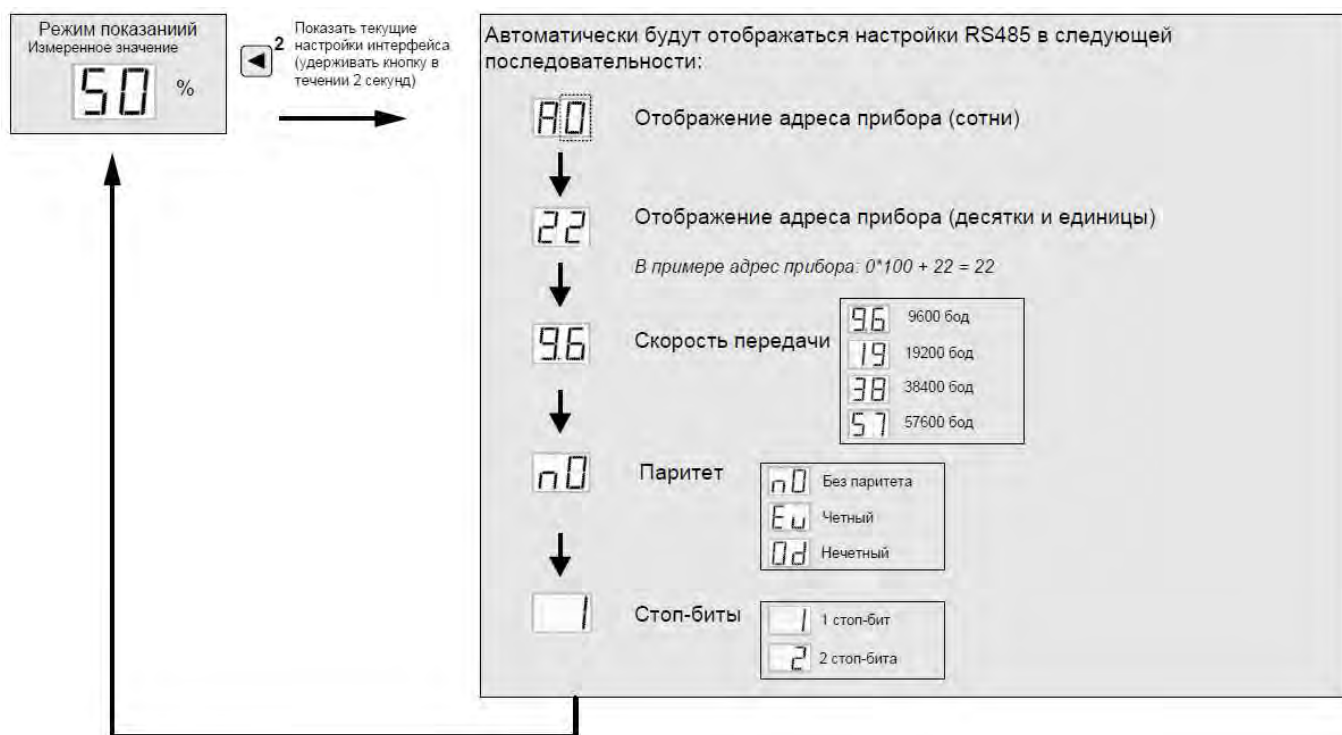 Режим показаниий
Измеренное значение
50 %
2
Показать текущие
настройки интерфейса
(удерживать кнопку в
течении 2 секунд)
Автоматически будут отображаться настройки RS485 в следующей
последовательности:
A0 Отображение адреса прибора (сотни)
22 Отображение адреса прибора (десятки и единицы)
В примере адрес прибора: 0*100 + 22 = 22
9.6 Скорость передачи
9.6 9600 бод
19 19200 бод
38 38400 бод
57 57600 бод
n0 Паритет
n0 Без паритета
Eu Четный
0d Нечетный
1 Стоп-биты
1 1 стоп-бит
2 2 стоп-бита